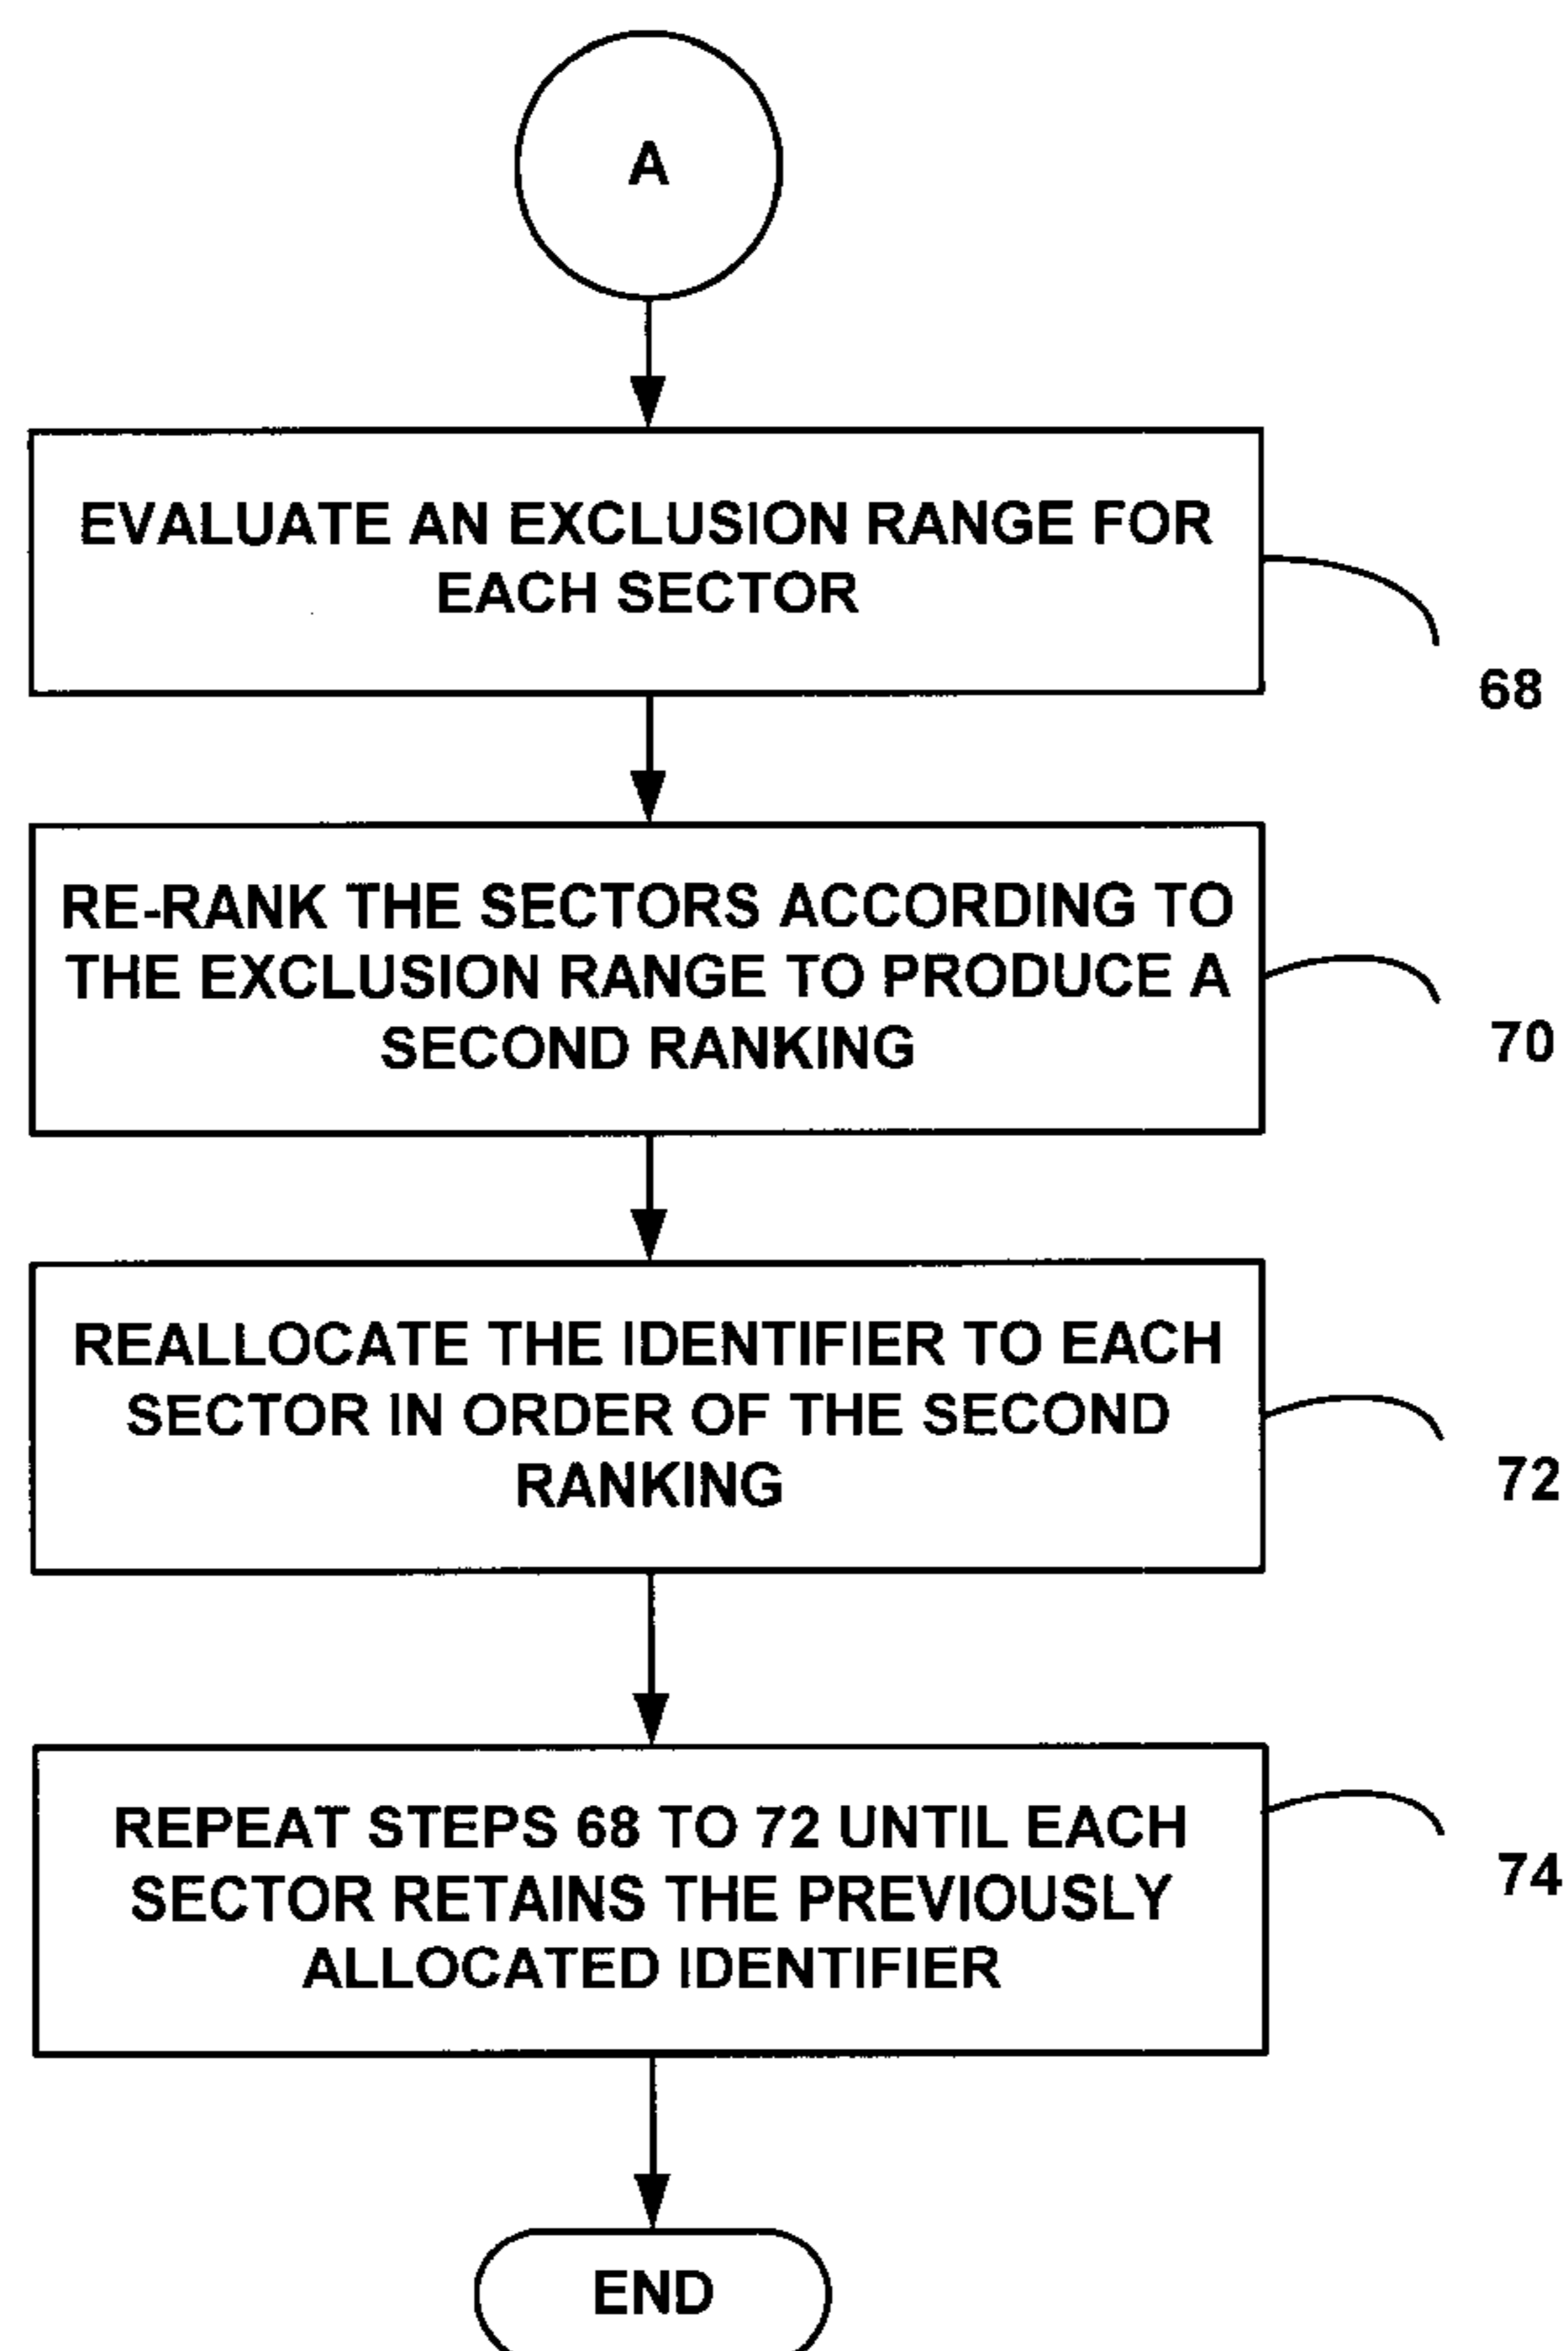 A
EVALUATE AN EXCLUSION RANGE FOR
EACH SECTOR
68
RE-RANK THE SECTORS ACCORDING TO
THE EXCLUSION RANGE TO PRODUCE A
SECOND RANKING
70
REALLOCATE THE IDENTIFIER TO EACH
SECTOR IN ORDER OF THE SECOND
RANKING
72
REPEAT STEPS 68 TO 72 UNTIL EACH
SECTOR RETAINS THE PREVIOUSLY
ALLOCATED IDENTIFIER
74
END